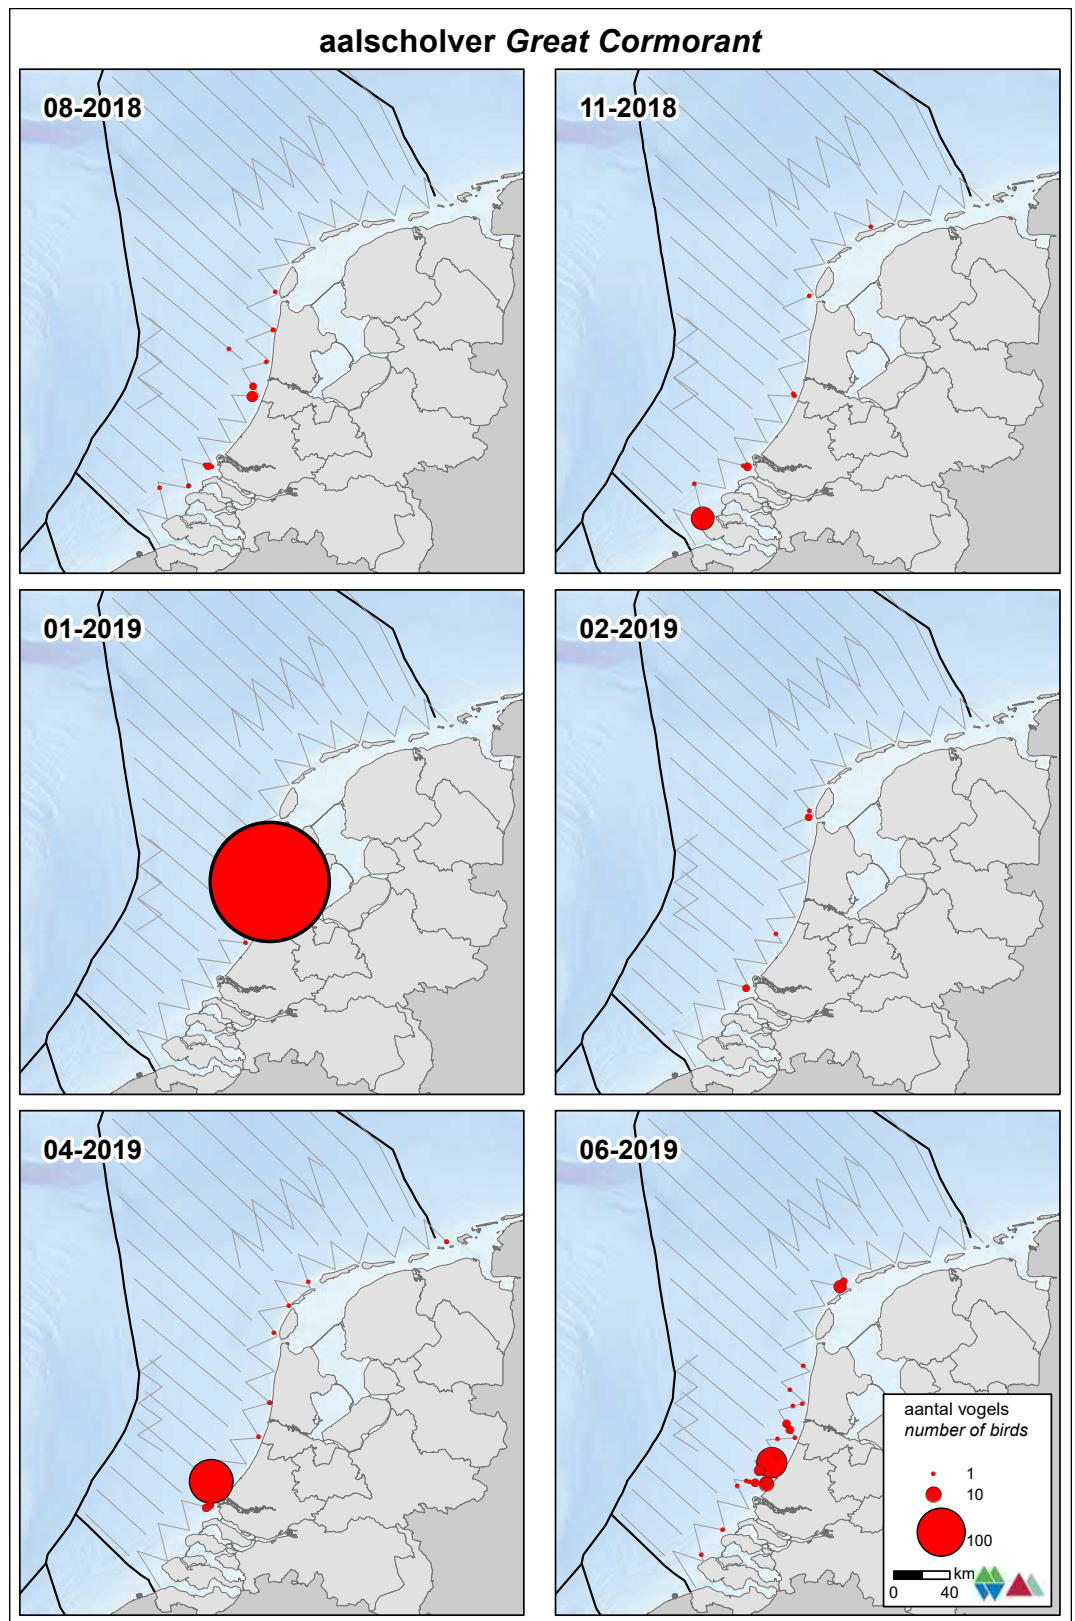 aalscholver Great Cormorant
08-2018
11-2018
01-2019
02-2019
04-2019
06-2019
aantal vogels
number of birds
1
10
100
km
0 40